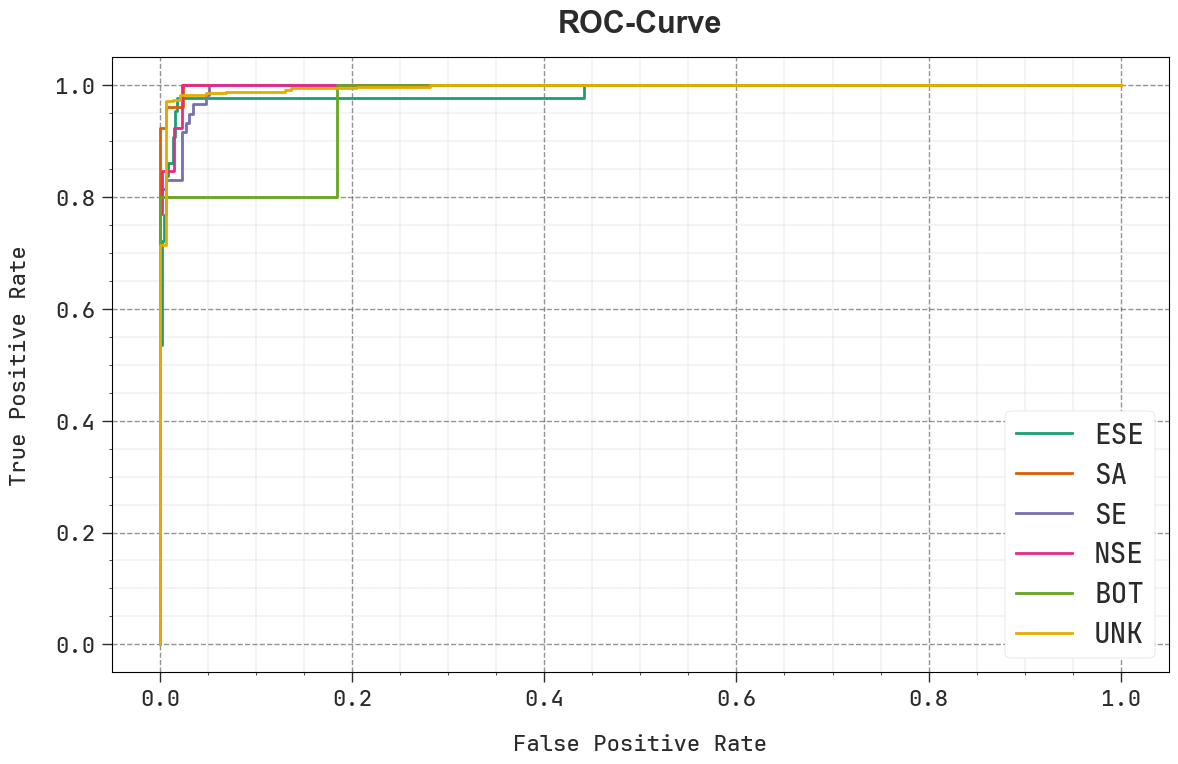 ROC-Curve
True Positive Rate
1.0
0.8
0.6
0.4
0.2
0.0
ESE
SA
SE
NSE
BOT
UNK
0.0 0.2 0.4 0.6 0.8 1.0
False Positive Rate